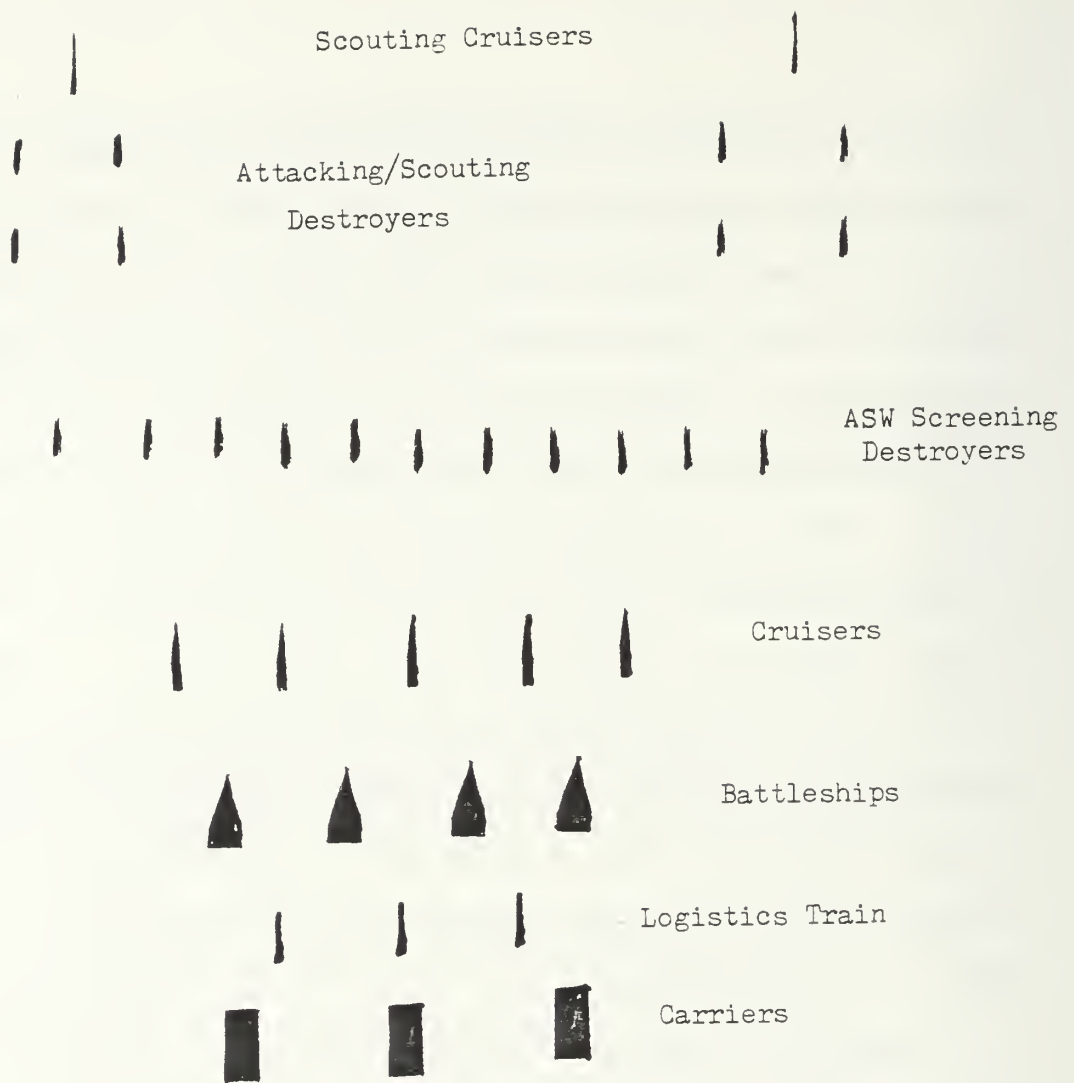 Scouting Cruisers
Attacking/Scouting
Destroyers
ASW Screening
Destroyers
Cruisers
Battleships
Logistics Train
Carriers